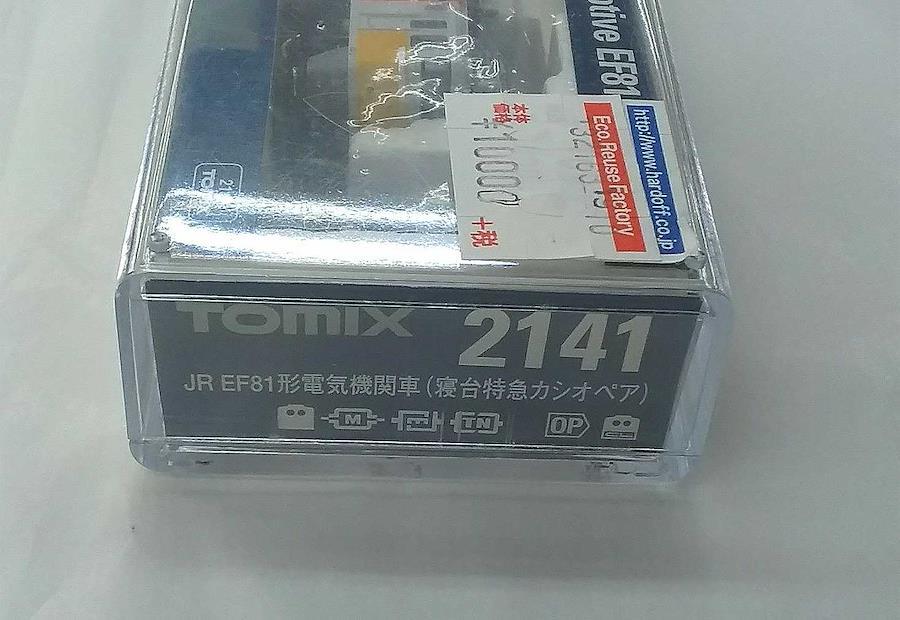 otive EF81
http://www.hardoff.co.jp
Eco.Reuse Factory
本体
価格
¥10000
+税
TOMIX 2141
JR EF81形電気機関車(寝台特急カシオペア)
M
TN
OP